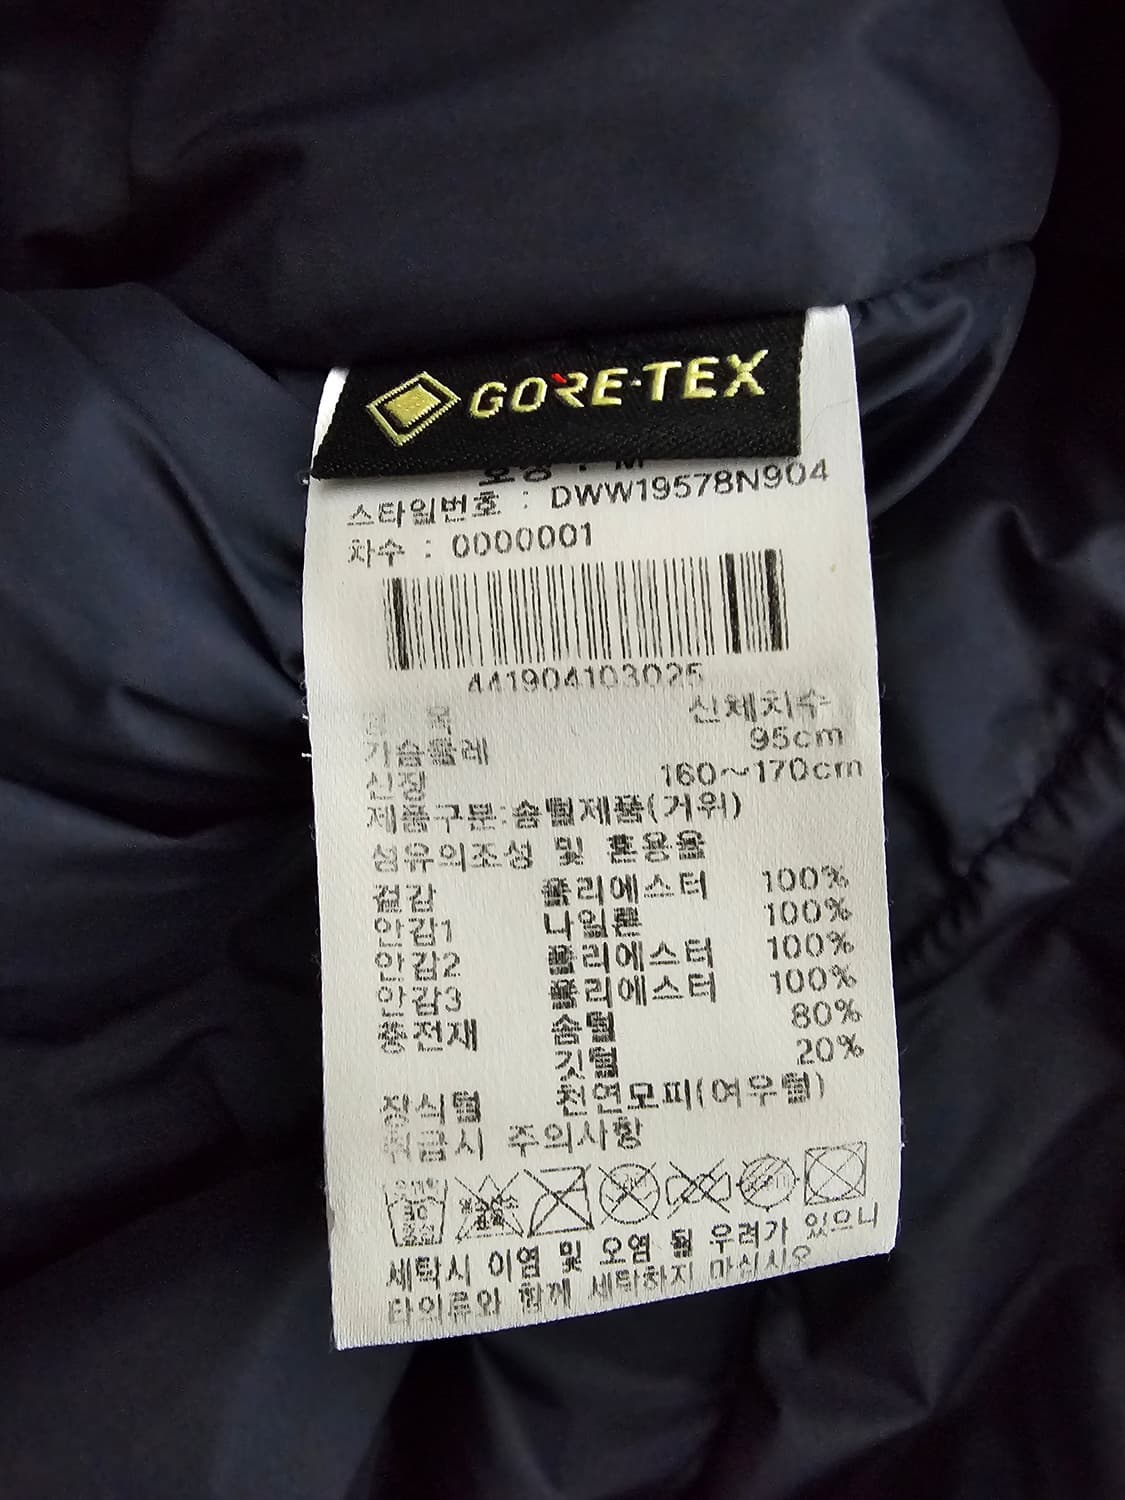 GORE-TEX
호칭 : M
스타일번호 : DWW19578N904
차수 : 0000001
441904103025
신체치수
가슴둘레 95cm
신장 160~170cm
제품구분:솜털제품(거위)
섬유의조성 및 혼용율
겉감 폴리에스터 100%
안감1 나일론 100%
안감2 폴리에스터 100%
안감3 폴리에스터 100%
충전재 솜털 80%
깃털 20%
장식털 천연모피(여우털)
취급시 주의사항
세탁시 이염 및 오염 될 우려가 있으니
타의류와 함께 세탁하지 마십시오